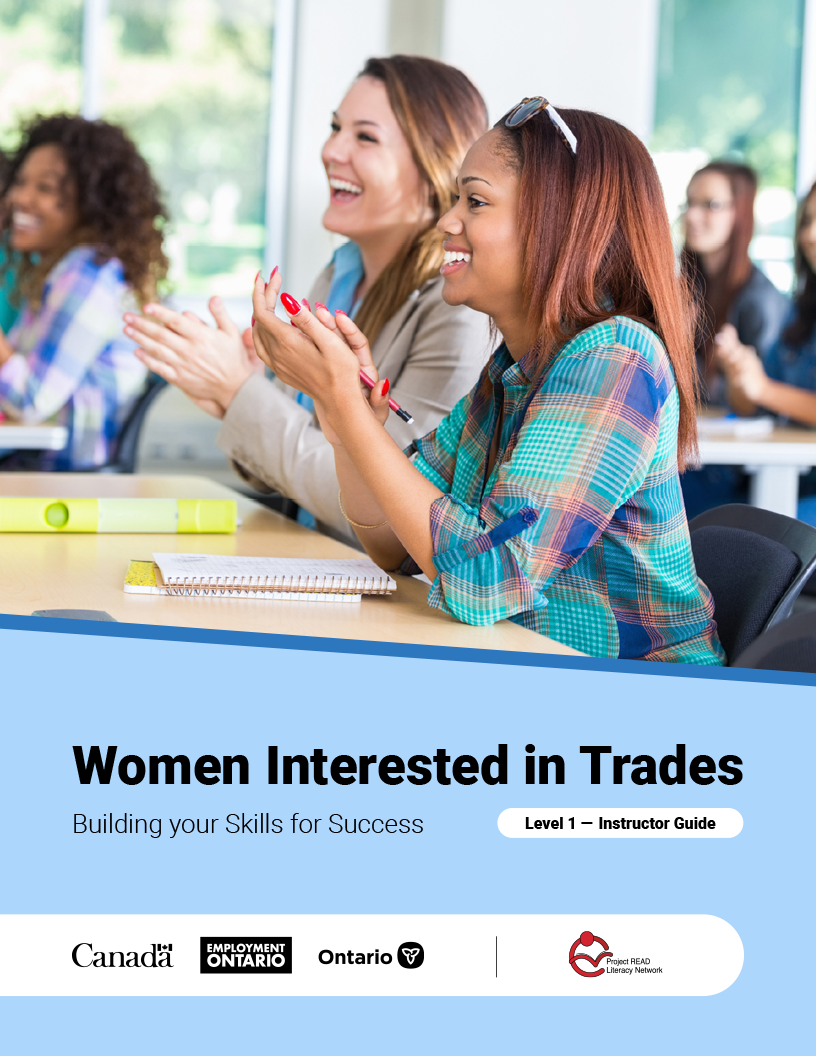 Women Interested in Trades
Building your Skills for Success
Level 1 — Instructor Guide
Canada
EMPLOYMENT
ONTARIO
Ontario
Project READ
Literacy Network